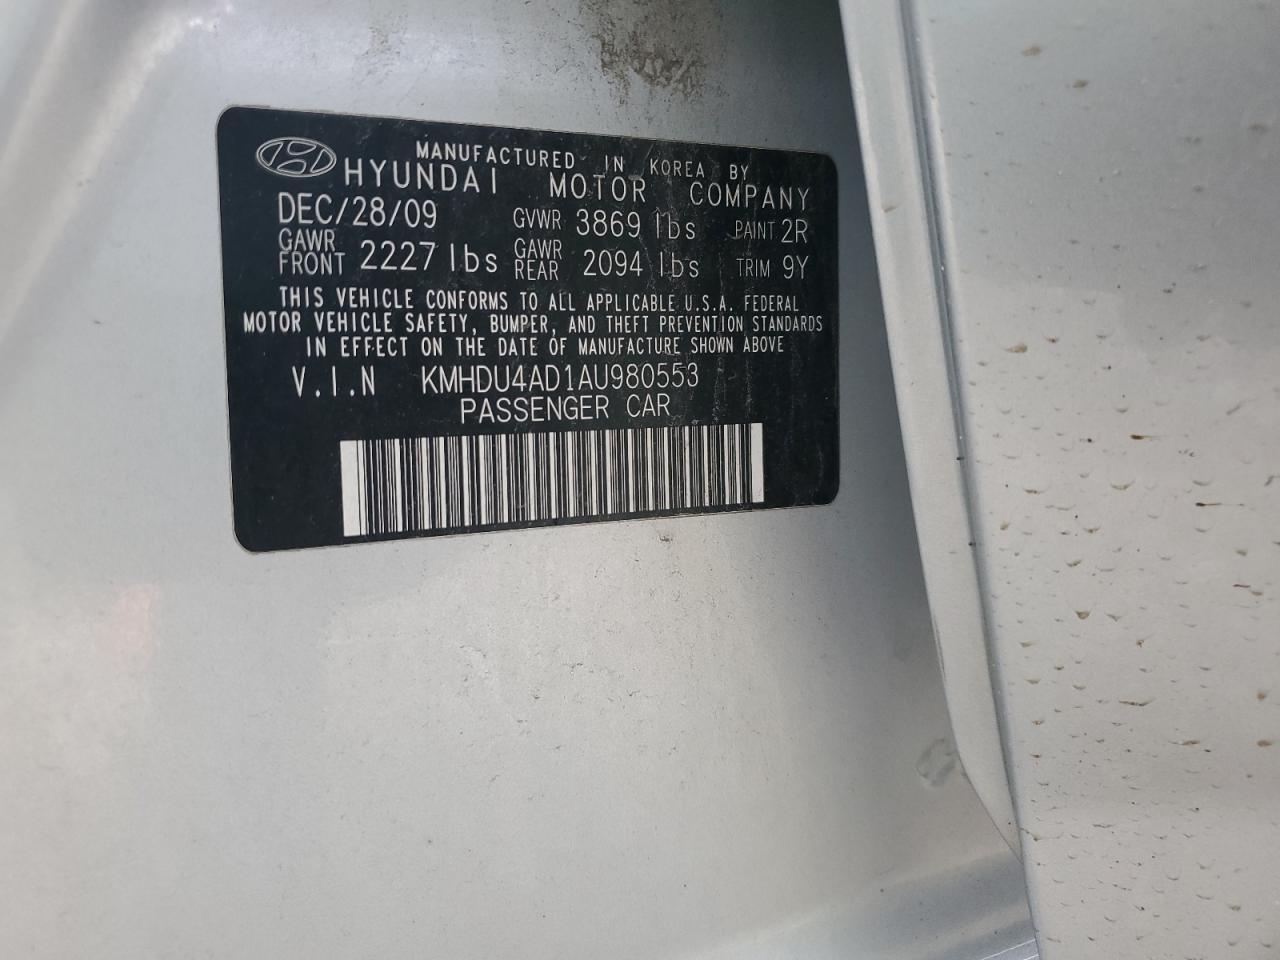 MANUFACTURED IN KOREA BY
HYUNDAI MOTOR COMPANY
DEC/28/09 GVWR 3869 lbs PAINT 2R
GAWR FRONT 2227 lbs GAWR REAR 2094 lbs TRIM 9Y
THIS VEHICLE CONFORMS TO ALL APPLICABLE U.S.A. FEDERAL
MOTOR VEHICLE SAFETY, BUMPER, AND THEFT PREVENTION STANDARDS
IN EFFECT ON THE DATE OF MANUFACTURE SHOWN ABOVE
V.I.N KMHDU4AD1AU980553
PASSENGER CAR